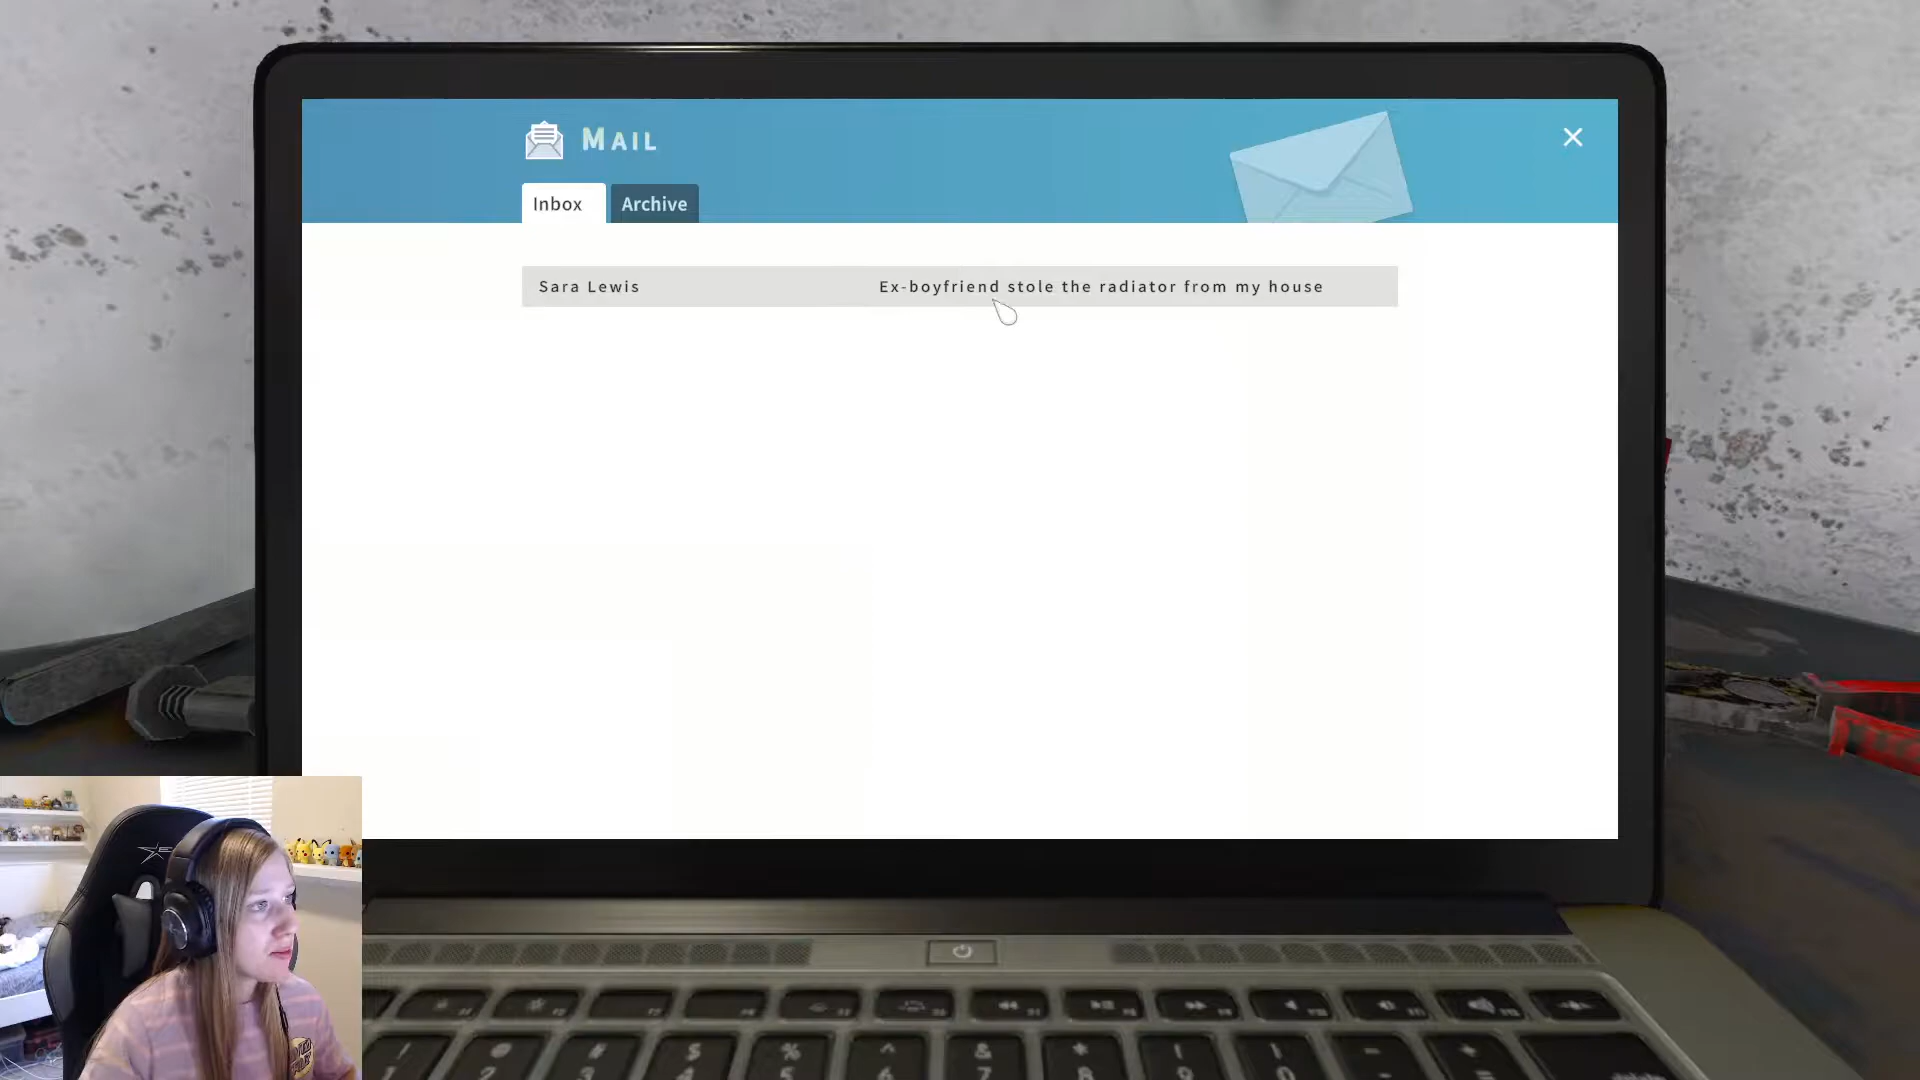 MAIL
Inbox
Archive
Sara Lewis
Ex-boyfriend stole the radiator from my house